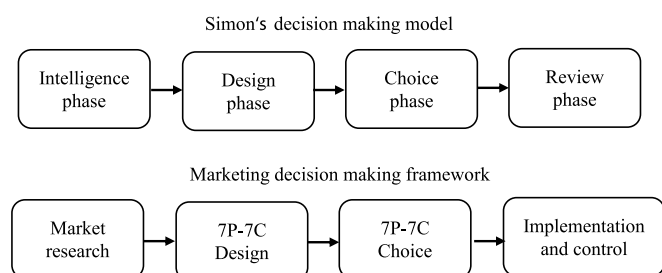 Simon's decision making model
Intelligence
phase
Design
phase
Choice
phase
Review
phase
Marketing decision making framework
Market
research
7P-7C
Design
7P-7C
Choice
Implementation
and control